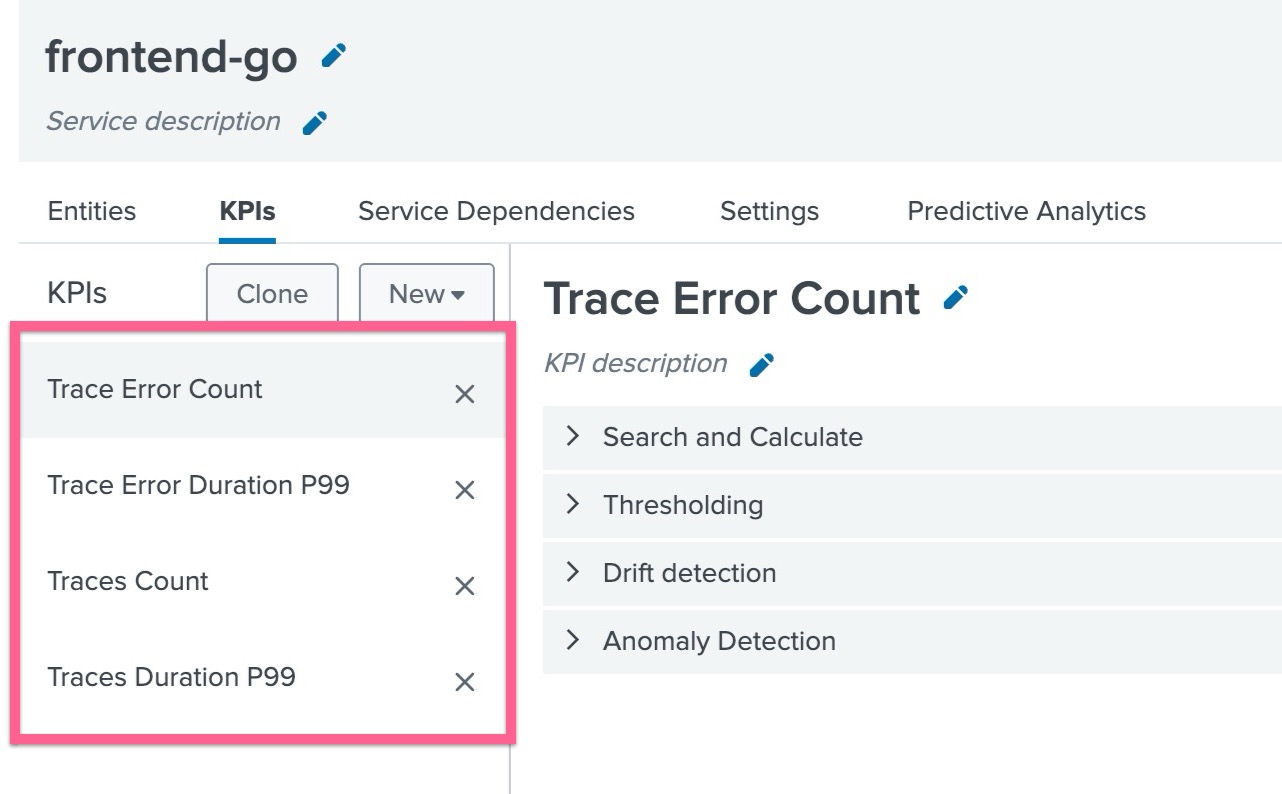 frontend-go
Service description
Entities KPIs Service Dependencies Settings Predictive Analytics
KPIs Clone New
Trace Error Count
Trace Error Duration P99
Traces Count
Traces Duration P99
Trace Error Count
KPI description
Search and Calculate
Thresholding
Drift detection
Anomaly Detection